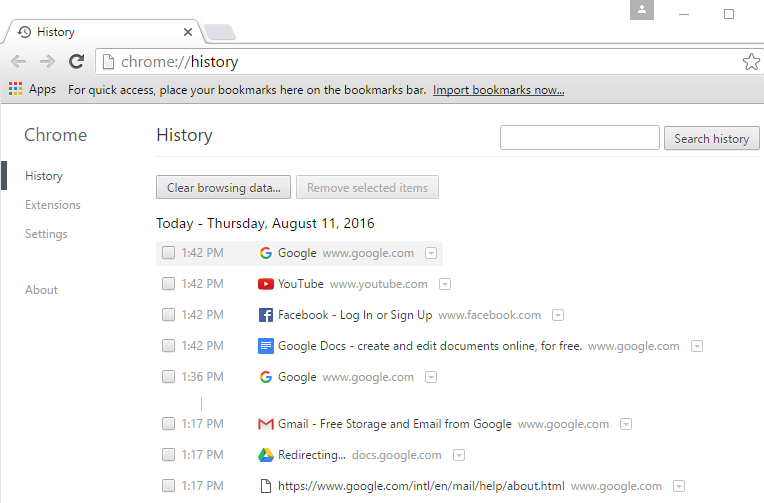 History
chrome://history
Apps For quick access, place your bookmarks here on the bookmarks bar. Import bookmarks now...
Chrome
History
Extensions
Settings
About
History
Search history
Clear browsing data... Remove selected items
Today - Thursday, August 11, 2016
1:42 PM Google www.google.com
1:42 PM YouTube www.youtube.com
1:42 PM Facebook - Log In or Sign Up www.facebook.com
1:42 PM Google Docs - create and edit documents online, for free. www.google.com
1:36 PM Google www.google.com
1:17 PM Gmail - Free Storage and Email from Google www.google.com
1:17 PM Redirecting... docs.google.com
1:17 PM https://www.google.com/intl/en/mail/help/about.html www.google.com